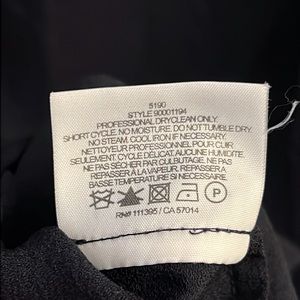 5190
STYLE 90001194
PROFESSIONAL DRYCLEAN ONLY.
SHORT CYCLE. NO MOISTURE. DO NOT TUMBLE DRY.
NO STEAM. COOL IRON IF NECESSARY.
NETTOYEUR PROFESSIONNEL. POUR CUIR
SEULEMENT. CYCLE DÉLICAT. AUCUNE HUMIDITÉ.
NE PAS SÉCHER PAR CULBUTAGE. NE PAS
REPASSER À LA VAPEUR. REPASSER À
BASSE TEMPÉRATURE SI NÉCESSAIRE.
P
RN# 111395 / CA 57014